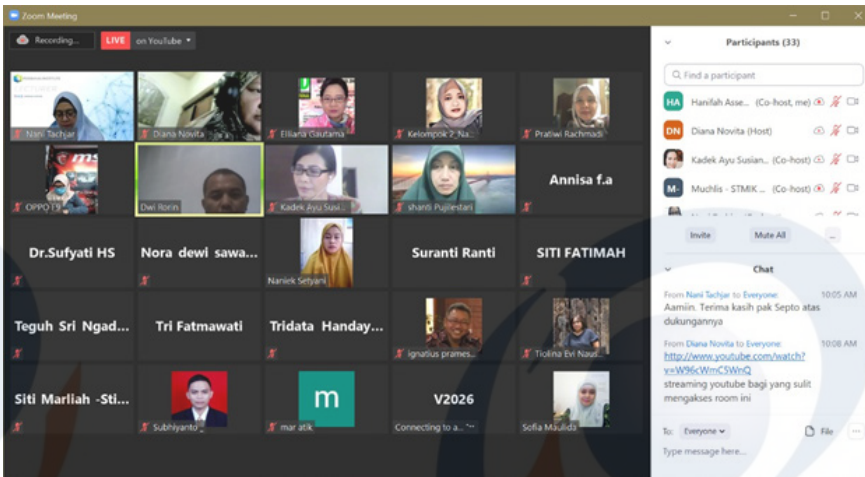 Zoom Meeting
Recording...
LIVE on YouTube
Nani Tachjar
Diana Novita
Elliana Gautama
Kelompok 2_Na...
Pratiwi Rachmadi
OPPO F9
Dwi Rorin
Kadek Ayu Susi...
shanti Pujilestari
Annisa f.a
Dr.Sufyati HS
Nora dewi sawa...
Naniek Setyani
Suranti Ranti
SITI FATIMAH
Teguh Sri Ngad...
Tri Fatmawati
Tridata Handay...
ignatius prames...
Tiolina Evi Naus...
Siti Marliah -Sti...
Subhiyanto_
m
mar atik
V2026
Connecting to a...
Sofia Maulida
Participants (33)
Find a participant
HA Hanifah Asse... (Co-host, me)
DN Diana Novita (Host)
Kadek Ayu Susian... (Co-host)
M- Muchlis - STMIK ... (Co-host)
Invite Mute All ...
Chat
From Nani Tachjar to Everyone: 10:05 AM
Aamiin. Terima kasih pak Septo atas
dukungannya
From Diana Novita to Everyone: 10:08 AM
http://www.youtube.com/watch?
v=W96cWmC5WnQ
streaming youtube bagi yang sulit
mengakses room ini
To: Everyone File ...
Type message here...